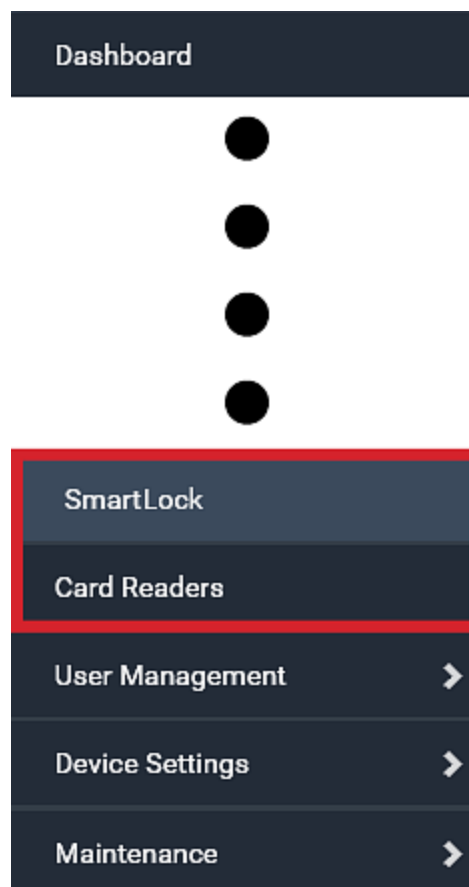 Dashboard
SmartLock
Card Readers
User Management
Device Settings
Maintenance